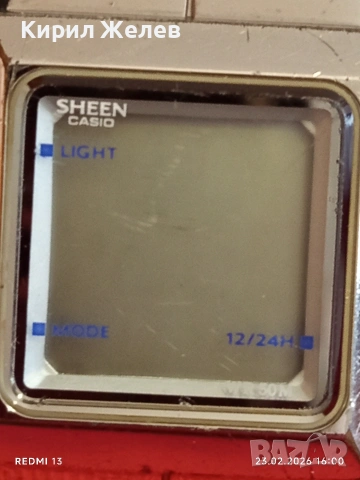 Кирил Желев
SHEEN
CASIO
LIGHT
MODE
12/24H
REDMI 13
23.02.2026 16:00